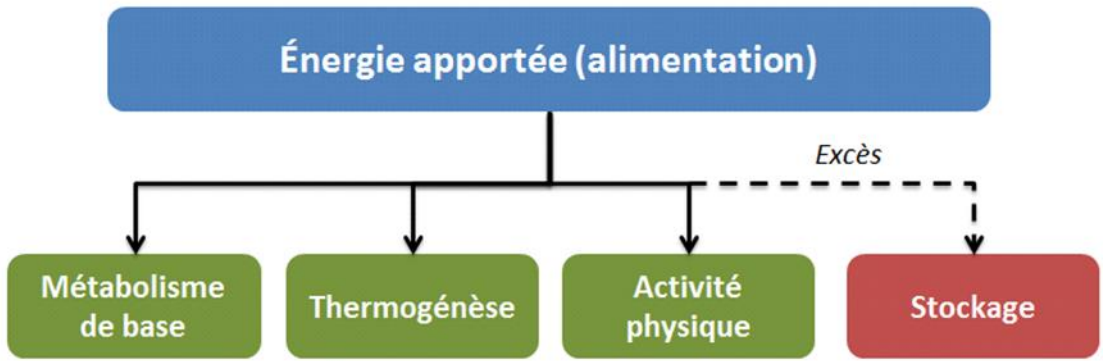 Énergie apportée (alimentation)
Excès
Métabolisme
de base
Thermogénèse
Activité
physique
Stockage